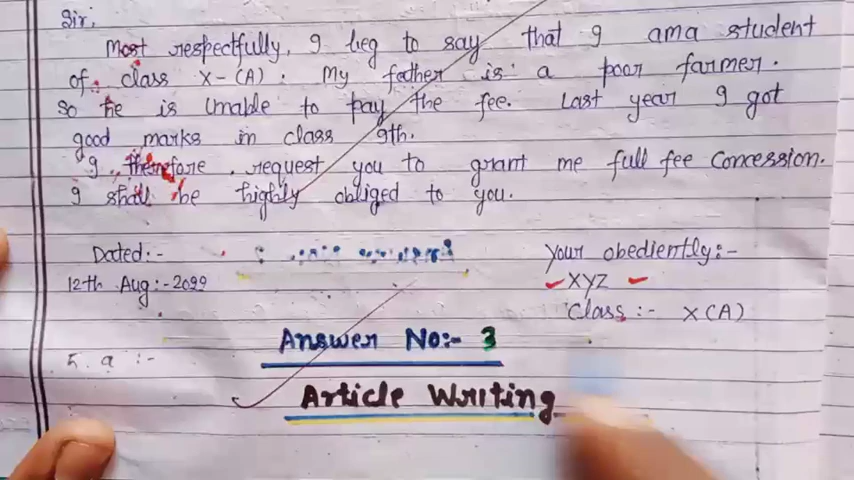 Sir,
Most respectfully, I beg to say that I am a student
of class X-(A). My father is a poor farmer.
So he is Unable to pay the fee. Last year I got
good marks in class 9th.
I, therefore, request you to grant me full fee Concession.
I shall be highly obliged to you.
Dated:- Your obediently:-
12th Aug:-2022 XYZ
Class:- X(A)
Answer No:- 3
Article Writing